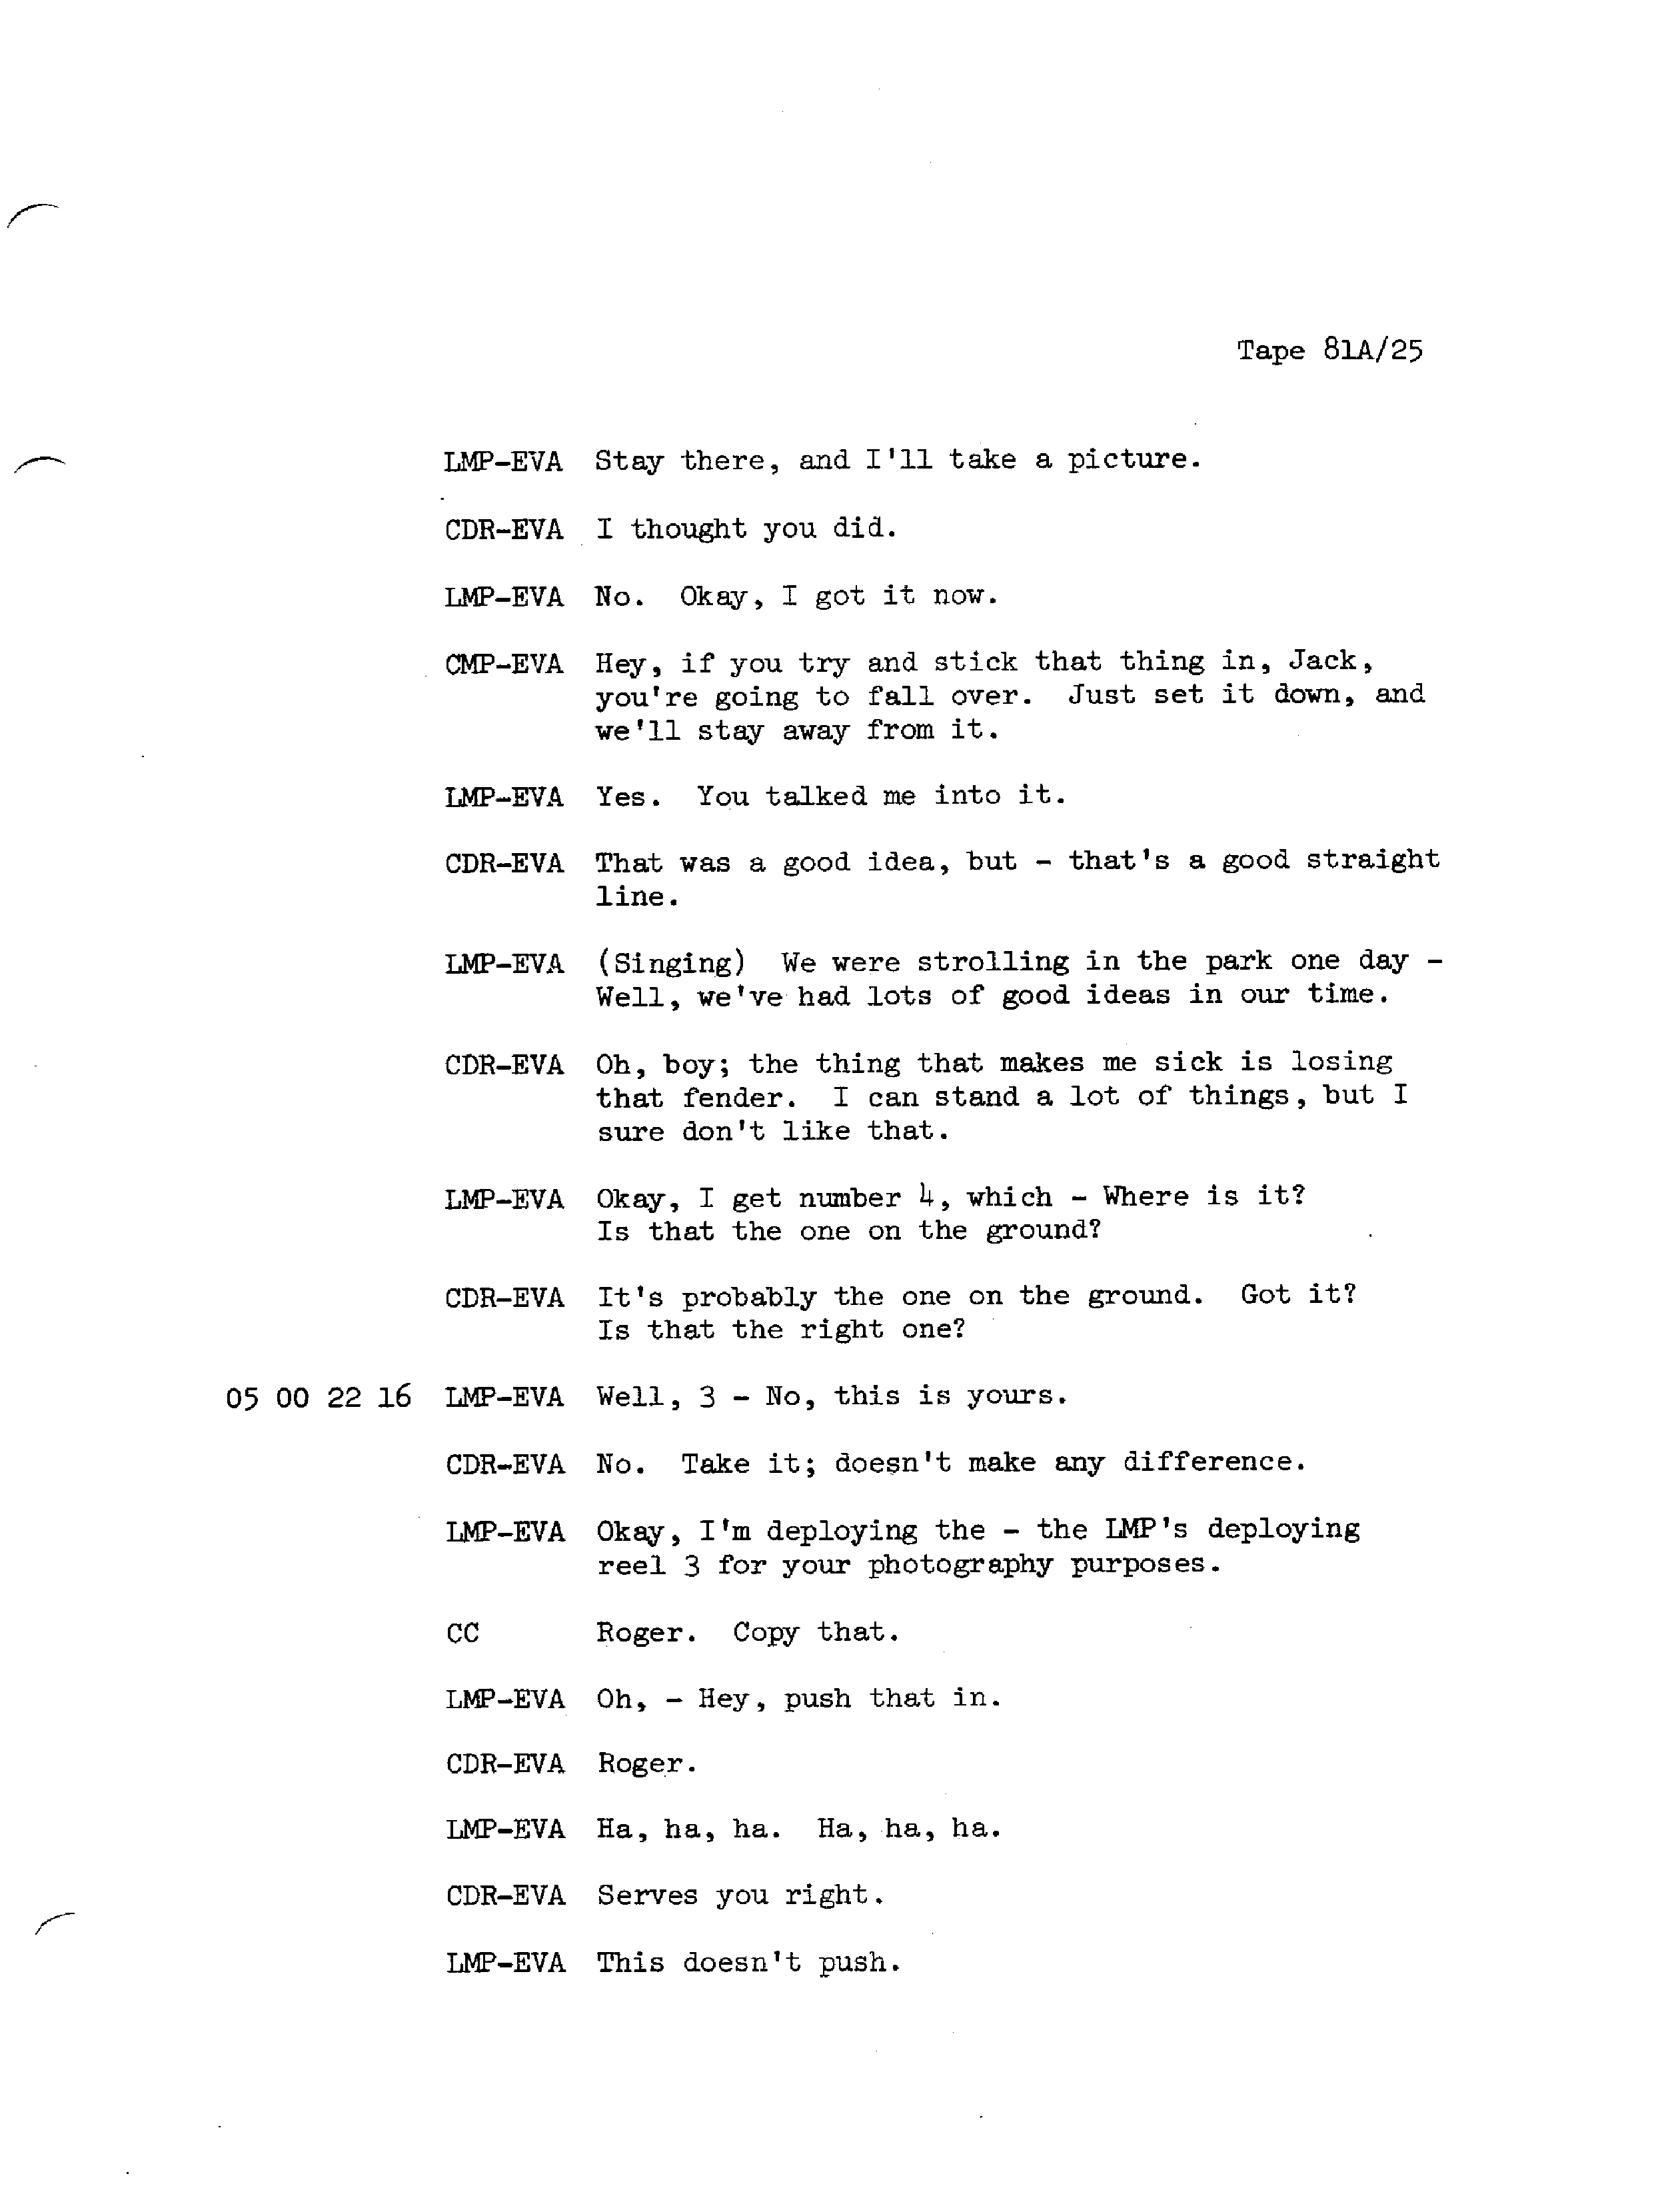 Tape 81A/25
LMP-EVA Stay there, and I'll take a picture.
CDR-EVA I thought you did.
LMP-EVA No. Okay, I got it now.
CMP-EVA Hey, if you try and stick that thing in, Jack,
you're going to fall over. Just set it down, and
we'll stay away from it.
LMP-EVA Yes. You talked me into it.
CDR-EVA That was a good idea, but - that's a good straight
line.
LMP-EVA (Singing) We were strolling in the park one day -
Well, we've had lots of good ideas in our time.
CDR-EVA Oh, boy; the thing that makes me sick is losing
that fender. I can stand a lot of things, but I
sure don't like that.
LMP-EVA Okay, I get number 4, which - Where is it?
Is that the one on the ground?
CDR-EVA It's probably the one on the ground. Got it?
Is that the right one?
05 00 22 16 LMP-EVA Well, 3 - No, this is yours.
CDR-EVA No. Take it; doesn't make any difference.
LMP-EVA Okay, I'm deploying the - the LMP's deploying
reel 3 for your photography purposes.
CC Roger. Copy that.
LMP-EVA Oh, - Hey, push that in.
CDR-EVA Roger.
LMP-EVA Ha, ha, ha. Ha, ha, ha.
CDR-EVA Serves you right.
LMP-EVA This doesn't push.